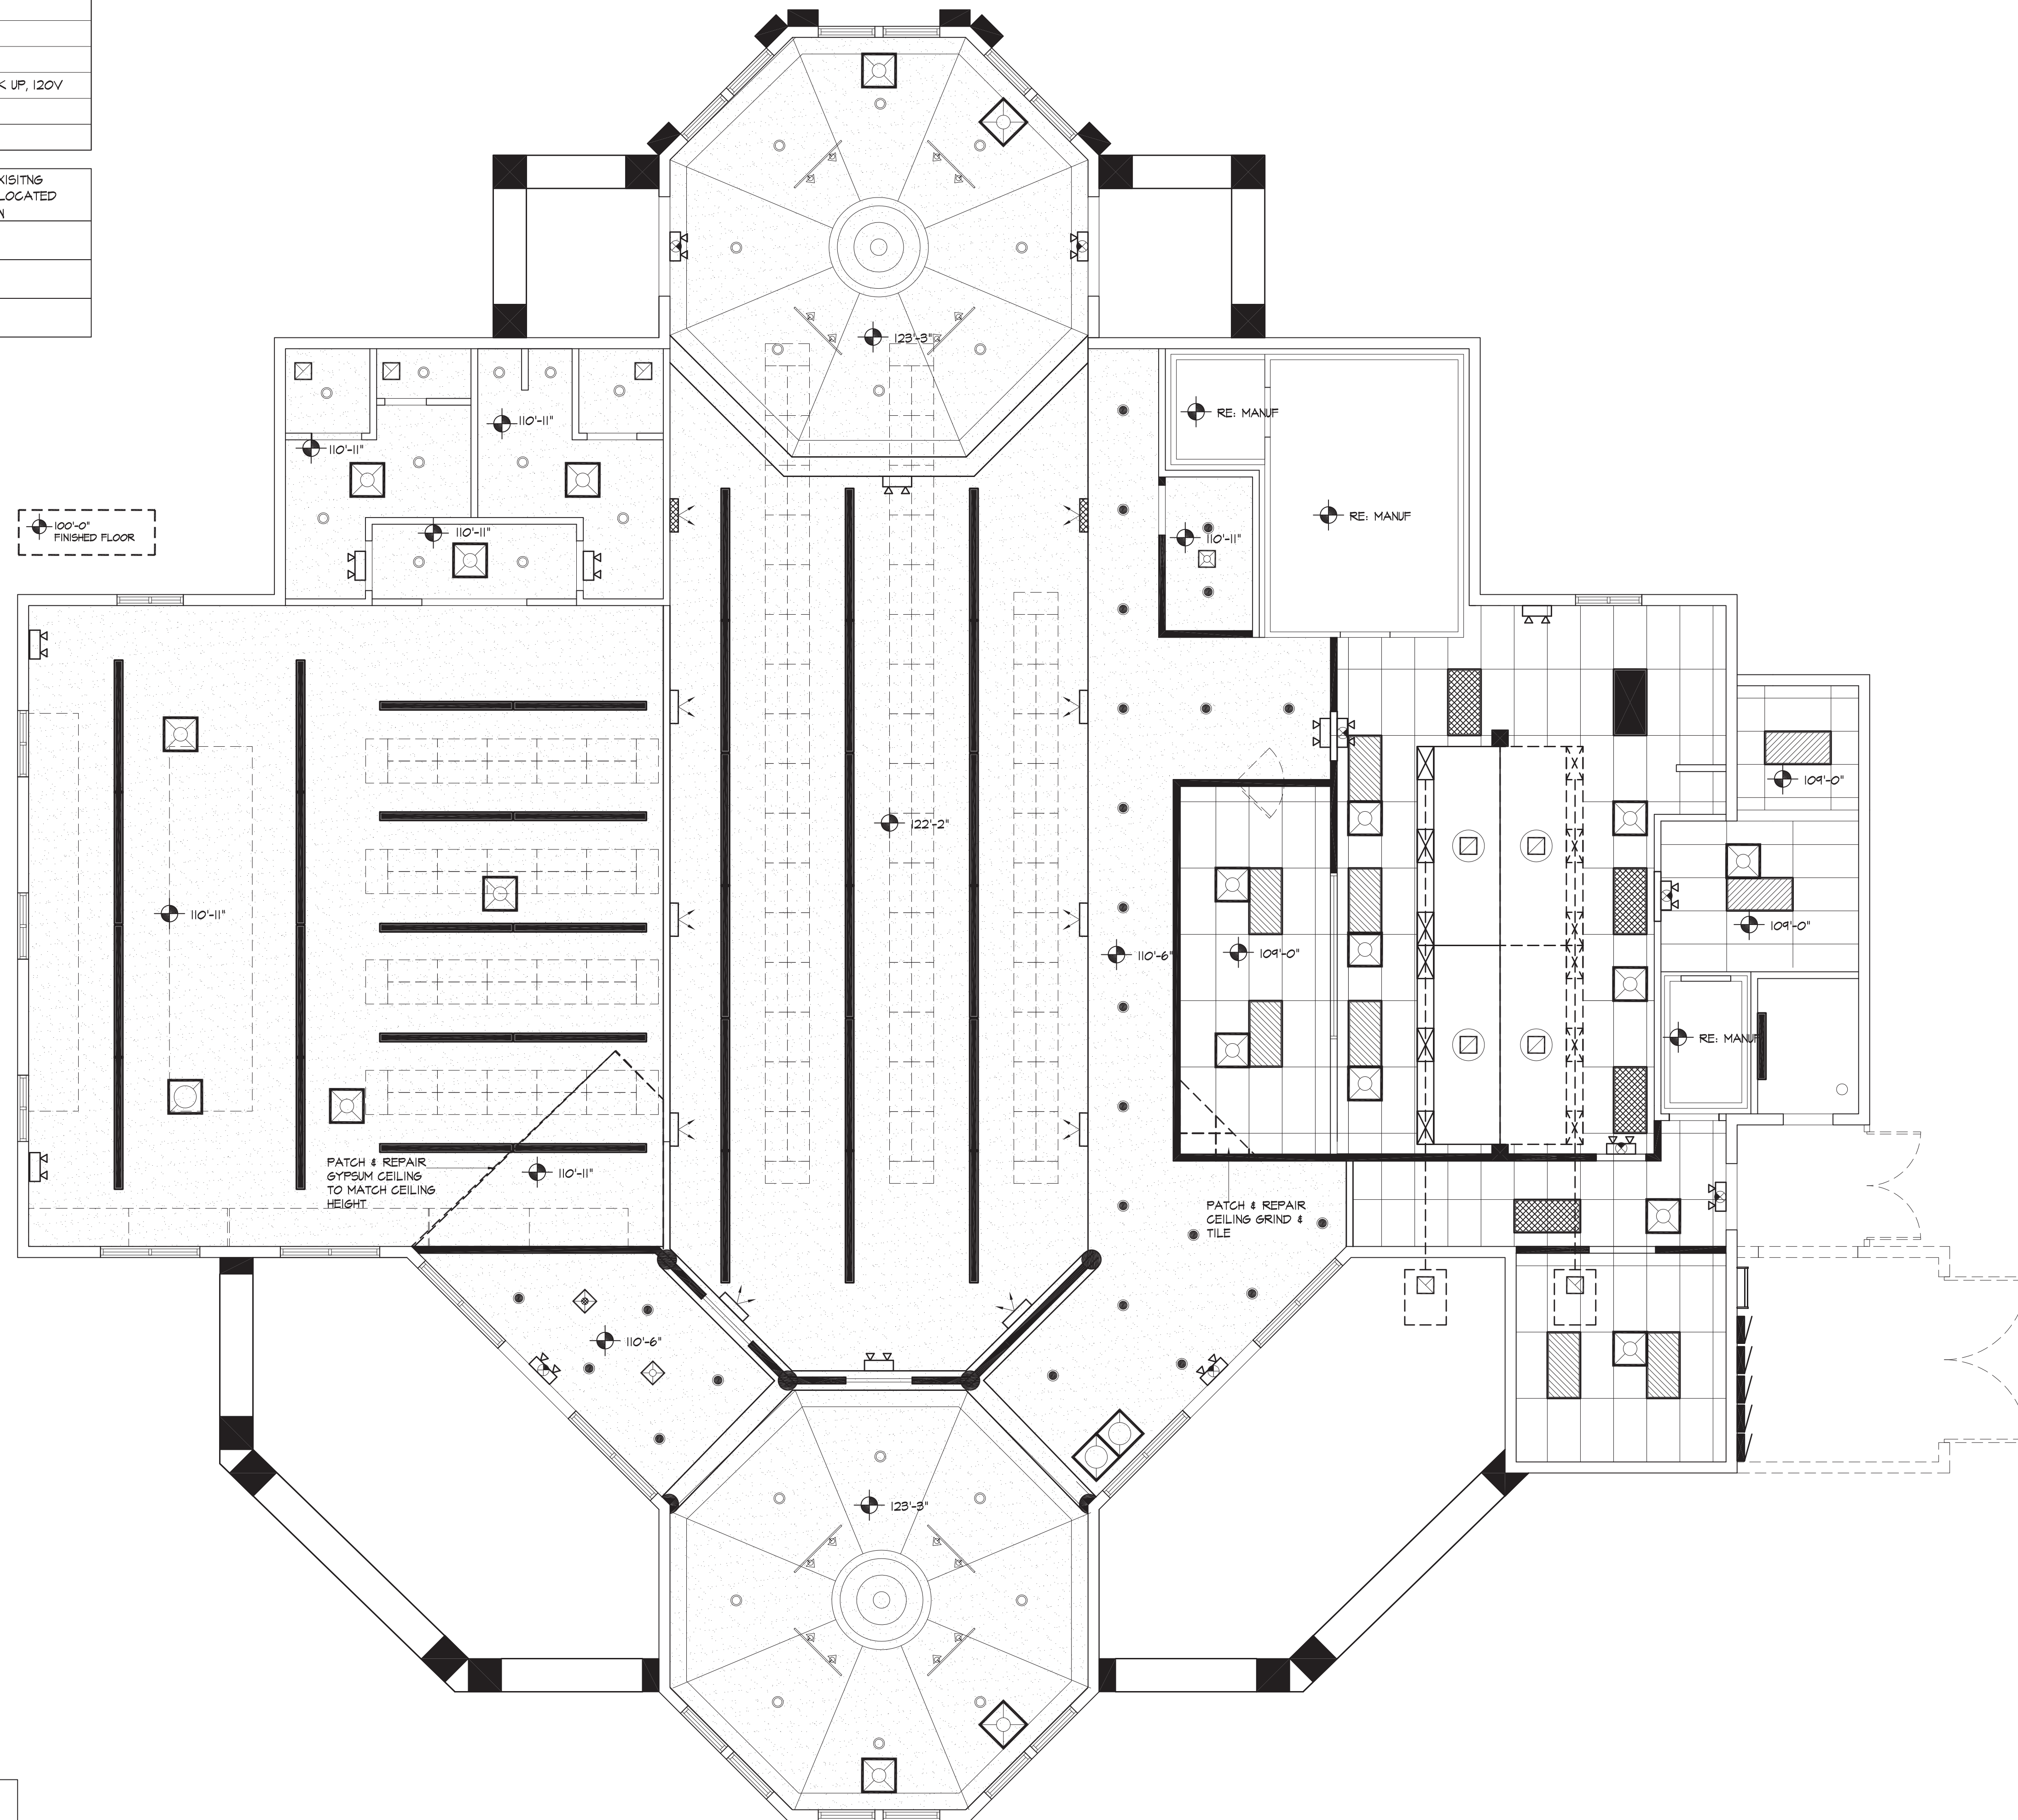 K UP, 120V
XISITNG
LOCATED
N
123'-3"
110'-11"
110'-11"
RE: MANUF
100'-0"
FINISHED FLOOR
110'-11"
110'-11"
RE: MANUF
109'-0"
122'-2"
110'-11"
110'-6"
109'-0"
109'-0"
RE: MANUF
PATCH & REPAIR
GYPSUM CEILING
TO MATCH CEILING
HEIGHT
110'-11"
PATCH & REPAIR
CEILING GRIND &
TILE
110'-6"
123'-3"